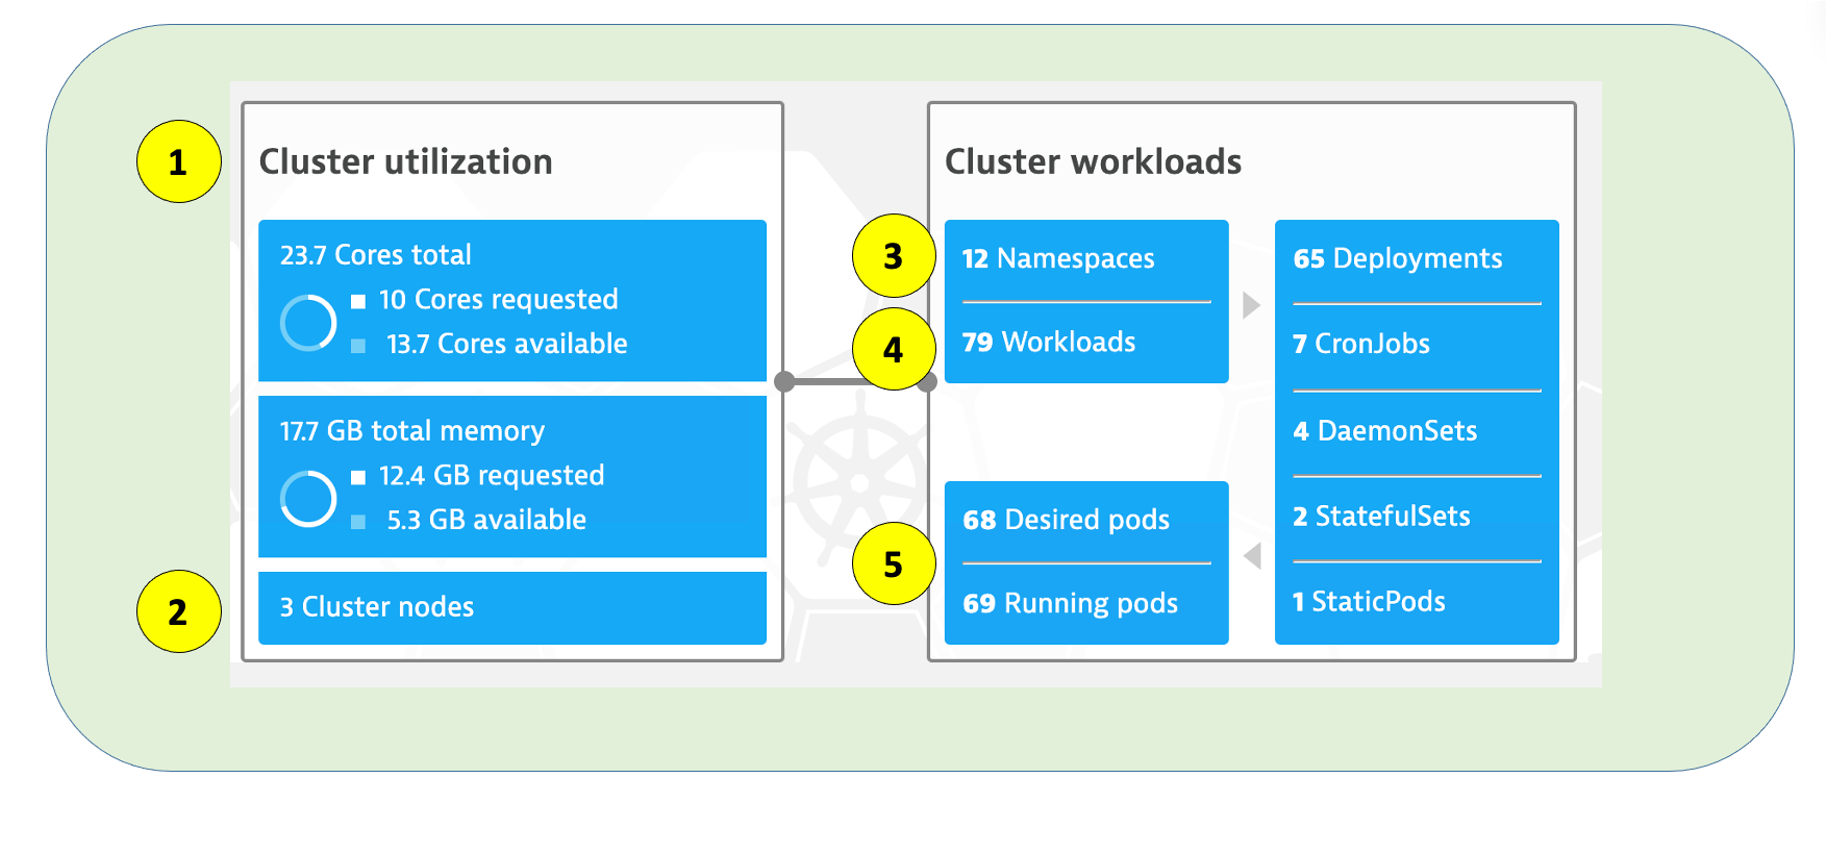 1
Cluster utilization
23.7 Cores total
10 Cores requested
13.7 Cores available
17.7 GB total memory
12.4 GB requested
5.3 GB available
2
3 Cluster nodes
Cluster workloads
3
12 Namespaces
4
79 Workloads
65 Deployments
7 CronJobs
4 DaemonSets
2 StatefulSets
1 StaticPods
5
68 Desired pods
69 Running pods